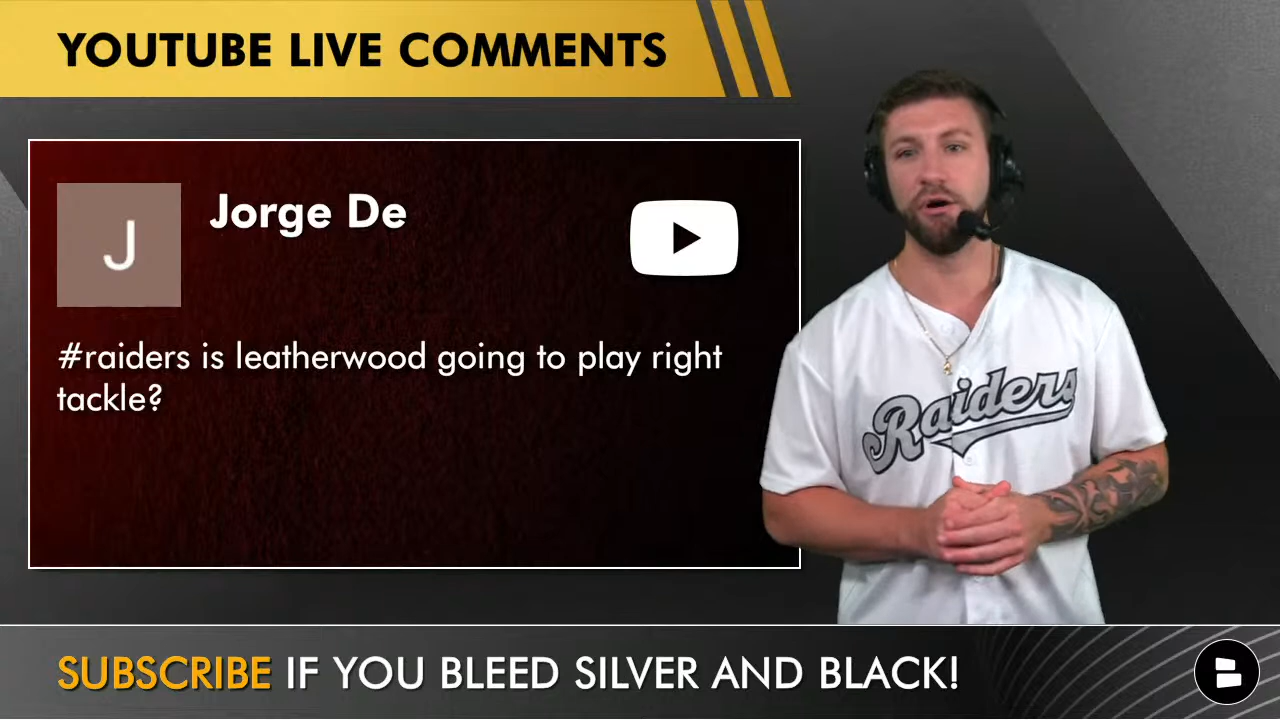 YOUTUBE LIVE COMMENTS
J
Jorge De
#raiders is leatherwood going to play right
tackle?
Raiders
SUBSCRIBE IF YOU BLEED SILVER AND BLACK!